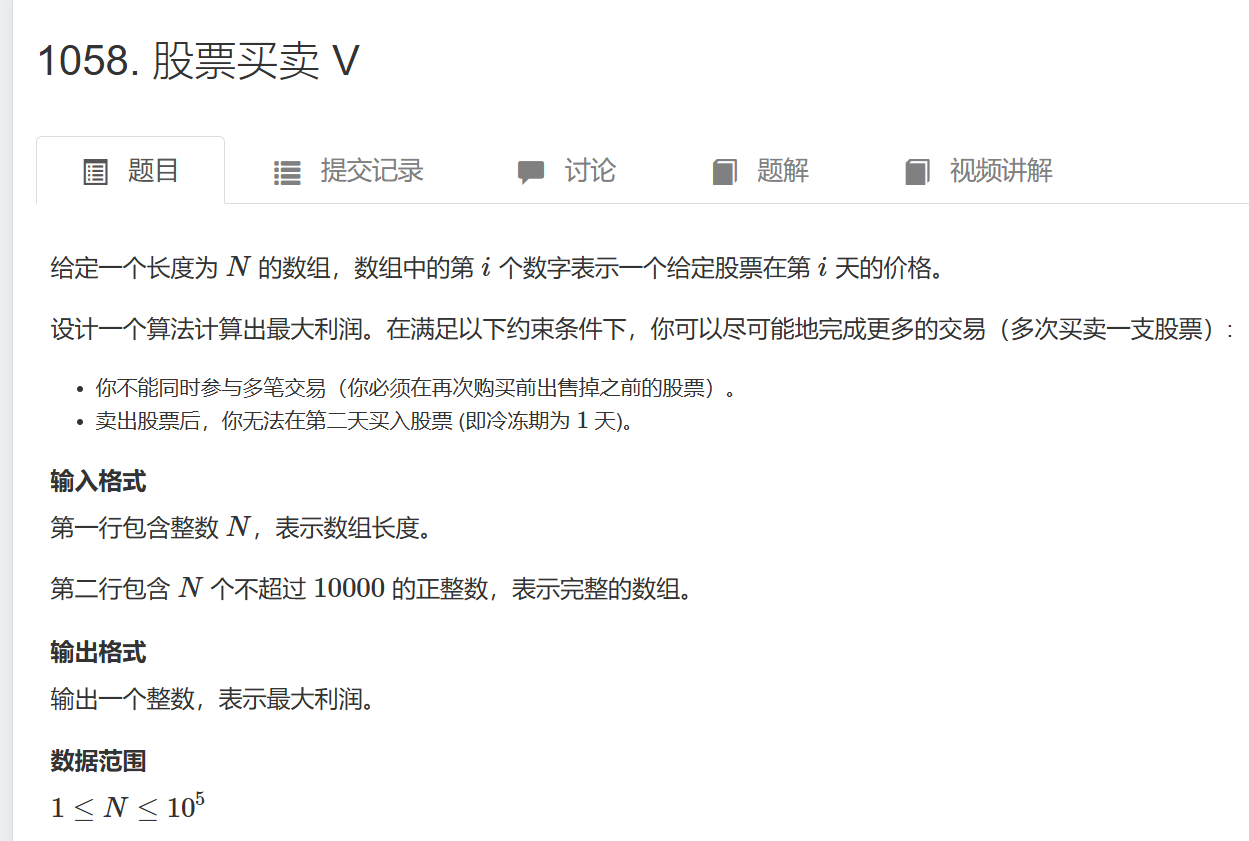 1058. 股票买卖 V
题目 提交记录 讨论 题解 视频讲解
给定一个长度为 N 的数组，数组中的第 i 个数字表示一个给定股票在第 i 天的价格。
设计一个算法计算出最大利润。在满足以下约束条件下，你可以尽可能地完成更多的交易（多次买卖一支股票）:
• 你不能同时参与多笔交易（你必须在再次购买前出售掉之前的股票）。
• 卖出股票后，你无法在第二天买入股票 (即冷冻期为 1 天)。
输入格式
第一行包含整数 N，表示数组长度。
第二行包含 N 个不超过 10000 的正整数，表示完整的数组。
输出格式
输出一个整数，表示最大利润。
数据范围
1 ≤ N ≤ 10⁵